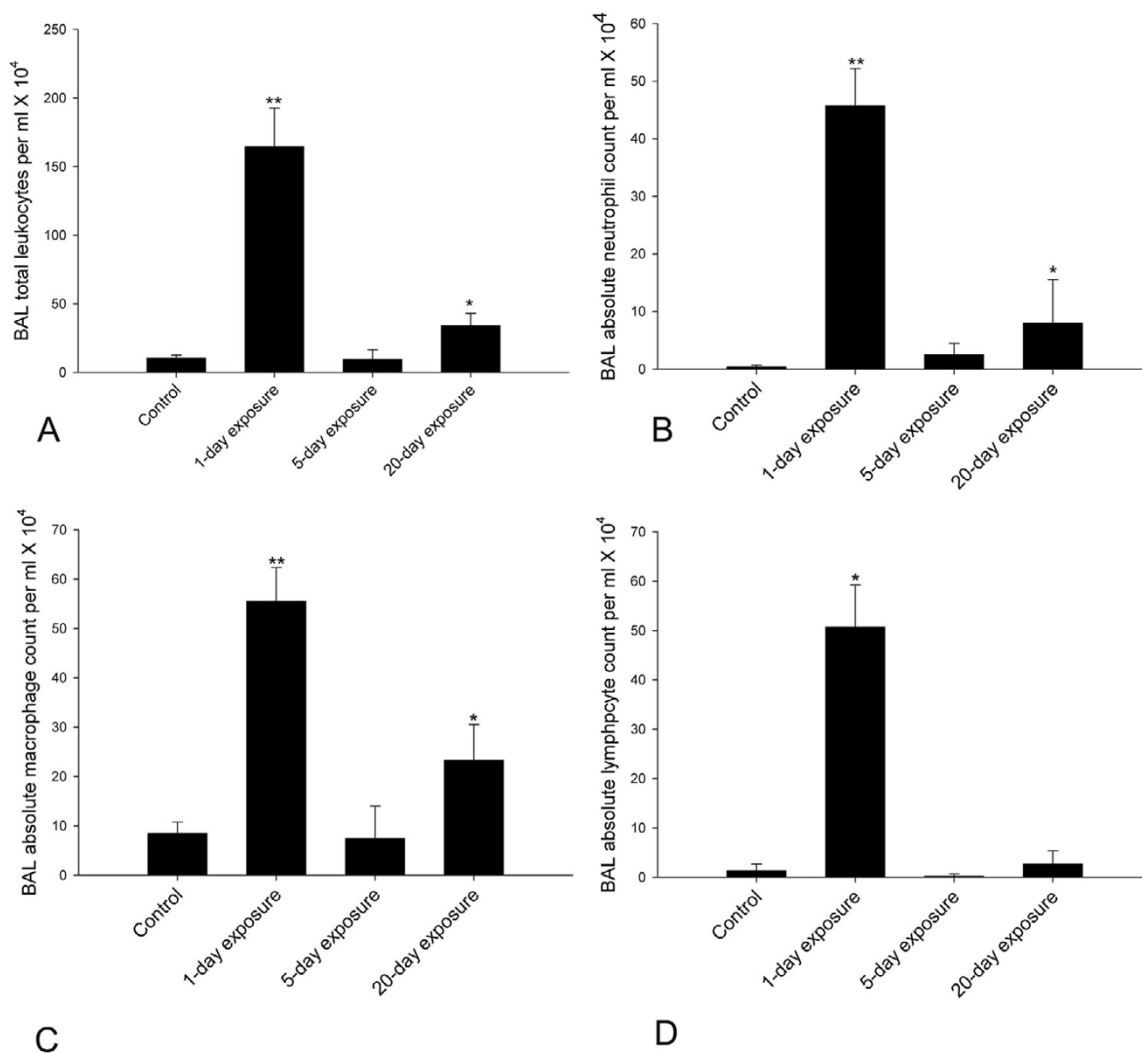 BAL total leukocytes per ml X 10⁴
250
200
150
100
50
0
**
*
Control
1-day exposure
5-day exposure
20-day exposure
A
BAL absolute neutrophil count per ml X 10⁴
60
50
40
30
20
10
0
**
*
Control
1-day exposure
5-day exposure
20-day exposure
B
BAL absolute macrophage count per ml X 10⁴
70
60
50
40
30
20
10
0
**
*
Control
1-day exposure
5-day exposure
20-day exposure
C
BAL absolute lymphpcyte count per ml X 10⁴
70
60
50
40
30
20
10
0
*
Control
1-day exposure
5-day exposure
20-day exposure
D